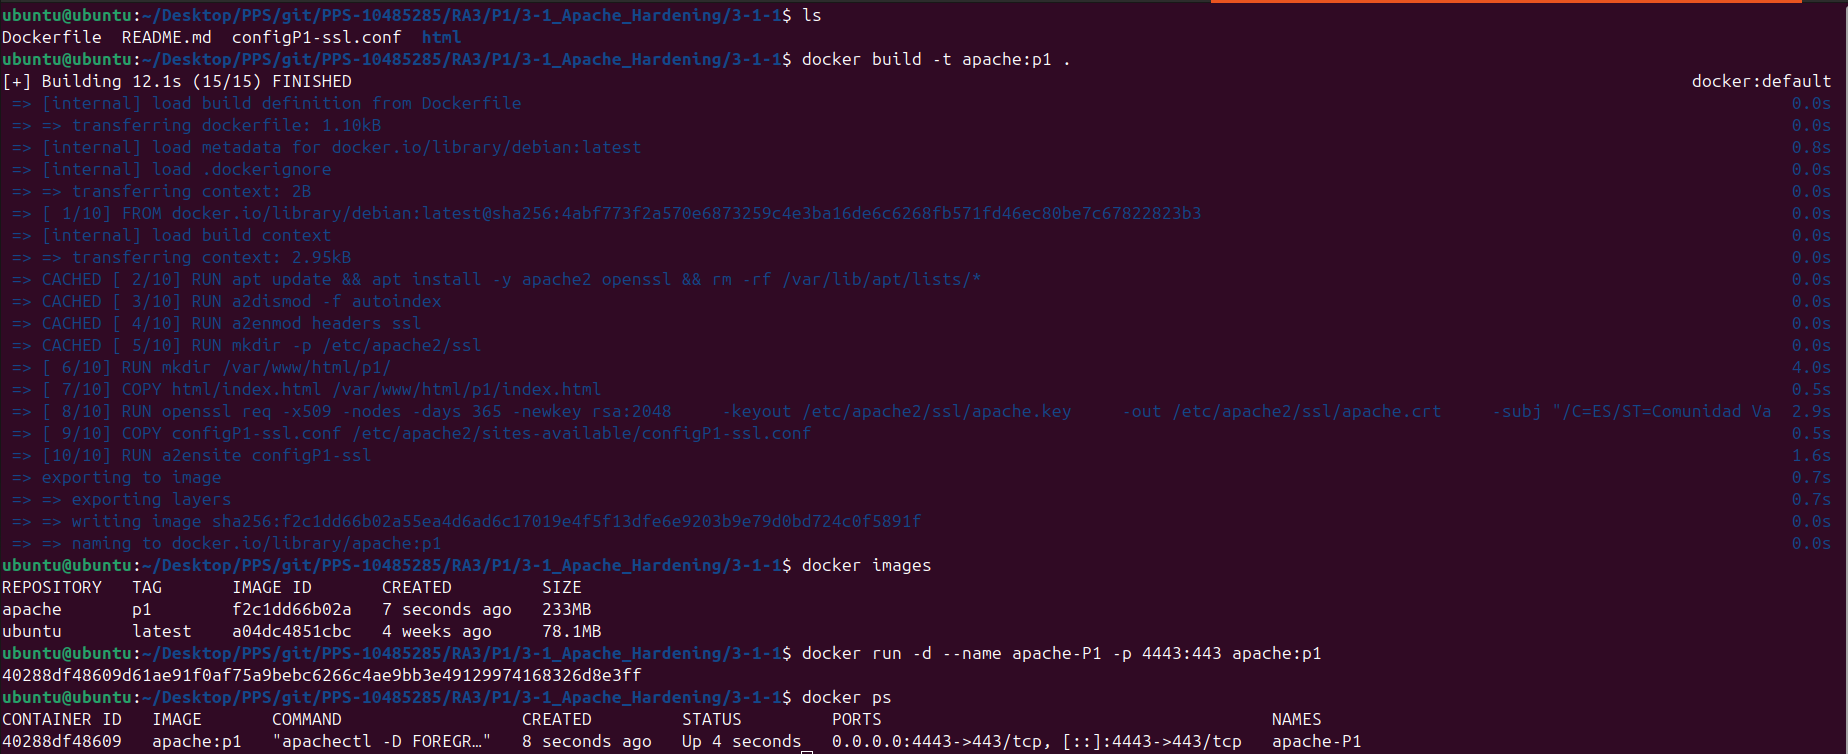 ubuntu@ubuntu:~/Desktop/PPS/git/PPS-10485285/RA3/P1/3-1_Apache_Hardening/3-1-1$ ls
Dockerfile  README.md  configP1-ssl.conf  html
ubuntu@ubuntu:~/Desktop/PPS/git/PPS-10485285/RA3/P1/3-1_Apache_Hardening/3-1-1$ docker build -t apache:p1 .
[+] Building 12.1s (15/15) FINISHED docker:default
=> [internal] load build definition from Dockerfile 0.0s
=> => transferring dockerfile: 1.10kB 0.0s
=> [internal] load metadata for docker.io/library/debian:latest 0.8s
=> [internal] load .dockerignore 0.0s
=> => transferring context: 2B 0.0s
=> [ 1/10] FROM docker.io/library/debian:latest@sha256:4abf773f2a570e6873259c4e3ba16de6c6268fb571fd46ec80be7c67822823b3 0.0s
=> [internal] load build context 0.0s
=> => transferring context: 2.95kB 0.0s
=> CACHED [ 2/10] RUN apt update && apt install -y apache2 openssl && rm -rf /var/lib/apt/lists/* 0.0s
=> CACHED [ 3/10] RUN a2dismod -f autoindex 0.0s
=> CACHED [ 4/10] RUN a2enmod headers ssl 0.0s
=> CACHED [ 5/10] RUN mkdir -p /etc/apache2/ssl 0.0s
=> [ 6/10] RUN mkdir /var/www/html/p1/ 4.0s
=> [ 7/10] COPY html/index.html /var/www/html/p1/index.html 0.5s
=> [ 8/10] RUN openssl req -x509 -nodes -days 365 -newkey rsa:2048     -keyout /etc/apache2/ssl/apache.key     -out /etc/apache2/ssl/apache.crt     -subj "/C=ES/ST=Comunidad Va 2.9s
=> [ 9/10] COPY configP1-ssl.conf /etc/apache2/sites-available/configP1-ssl.conf 0.5s
=> [10/10] RUN a2ensite configP1-ssl 1.6s
=> exporting to image 0.7s
=> => exporting layers 0.7s
=> => writing image sha256:f2c1dd66b02a55ea4d6ad6c17019e4f5f13dfe6e9203b9e79d0bd724c0f5891f 0.0s
=> => naming to docker.io/library/apache:p1 0.0s
ubuntu@ubuntu:~/Desktop/PPS/git/PPS-10485285/RA3/P1/3-1_Apache_Hardening/3-1-1$ docker images
REPOSITORY   TAG       IMAGE ID       CREATED         SIZE
apache       p1        f2c1dd66b02a   7 seconds ago   233MB
ubuntu       latest    a04dc4851cbc   4 weeks ago     78.1MB
ubuntu@ubuntu:~/Desktop/PPS/git/PPS-10485285/RA3/P1/3-1_Apache_Hardening/3-1-1$ docker run -d --name apache-P1 -p 4443:443 apache:p1
40288df48609d61ae91f0af75a9bebc6266c4ae9bb3e49129974168326d8e3ff
ubuntu@ubuntu:~/Desktop/PPS/git/PPS-10485285/RA3/P1/3-1_Apache_Hardening/3-1-1$ docker ps
CONTAINER ID   IMAGE       COMMAND                  CREATED         STATUS         PORTS                                      NAMES
40288df48609   apache:p1   "apachectl -D FOREGR…"   8 seconds ago   Up 4 seconds   0.0.0.0:4443->443/tcp, [::]:4443->443/tcp   apache-P1